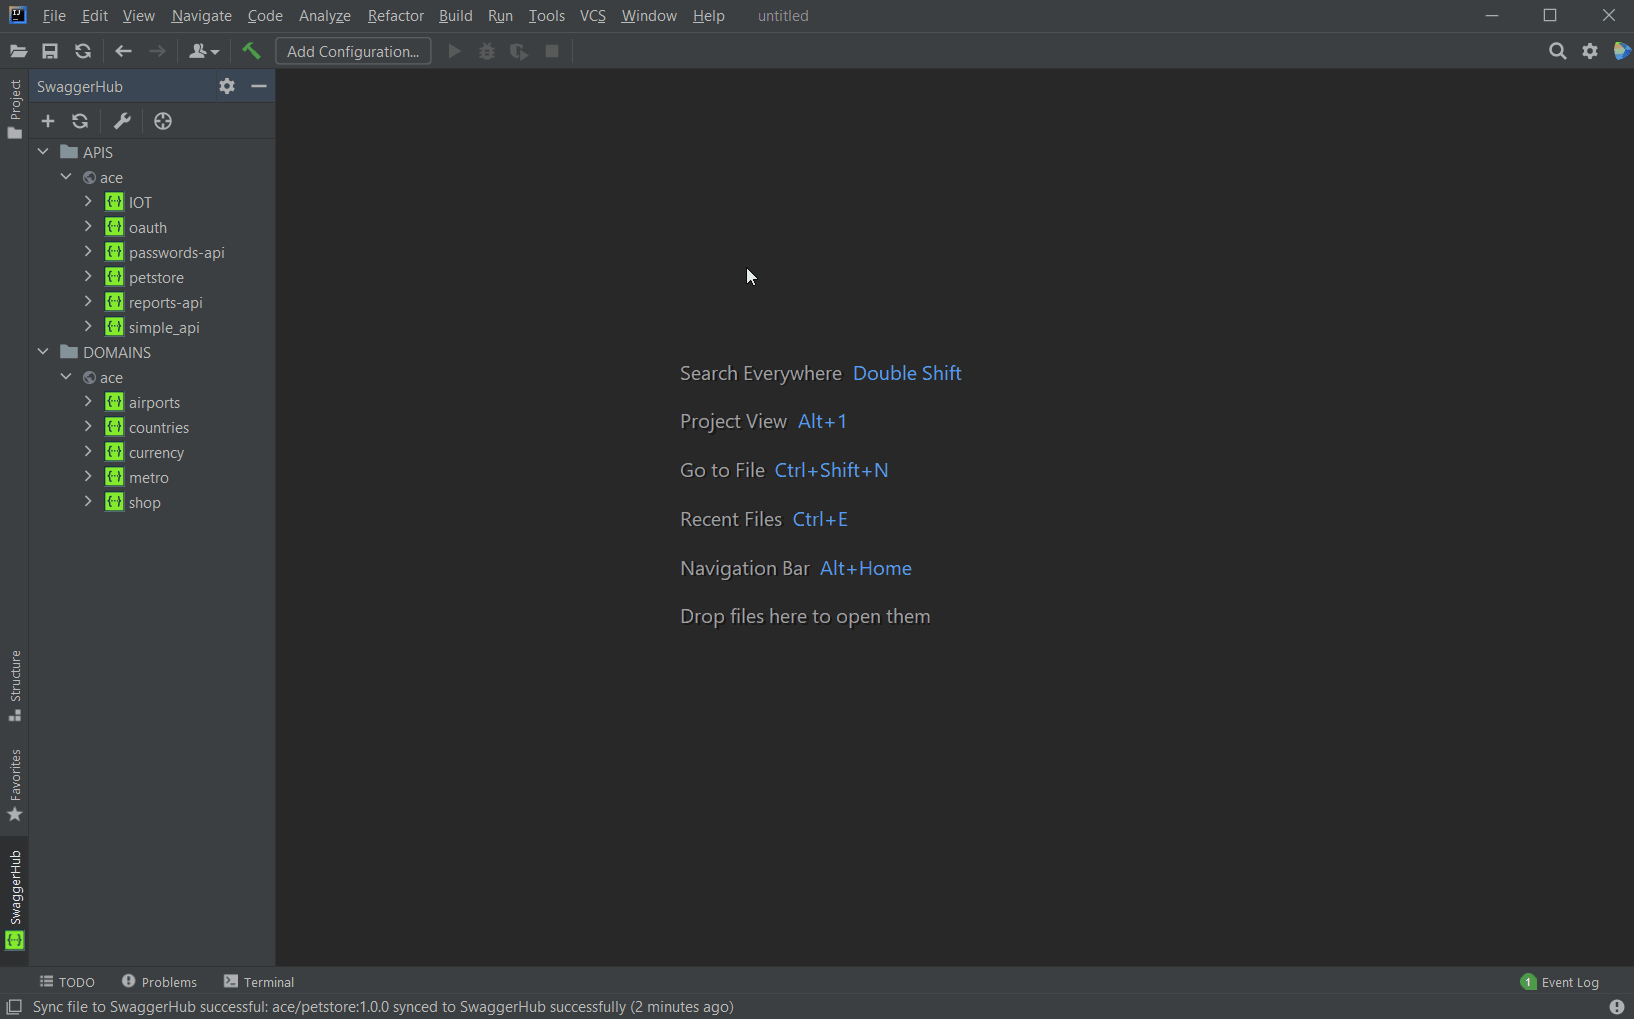 File Edit View Navigate Code Analyze Refactor Build Run Tools VCS Window Help untitled
Add Configuration...
Project
SwaggerHub
APIS
ace
{··} IOT
{··} oauth
{··} passwords-api
{··} petstore
{··} reports-api
{··} simple_api
DOMAINS
ace
{··} airports
{··} countries
{··} currency
{··} metro
{··} shop
Search Everywhere Double Shift
Project View Alt+1
Go to File Ctrl+Shift+N
Recent Files Ctrl+E
Navigation Bar Alt+Home
Drop files here to open them
Structure
Favorites
SwaggerHub
TODO Problems Terminal
1 Event Log
Sync file to SwaggerHub successful: ace/petstore:1.0.0 synced to SwaggerHub successfully (2 minutes ago)